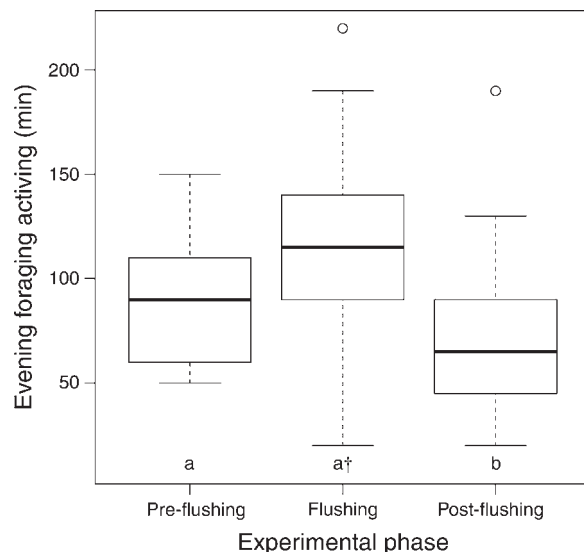 Evening foraging activing (min)
200
150
100
50
a a† b
Pre-flushing Flushing Post-flushing
Experimental phase